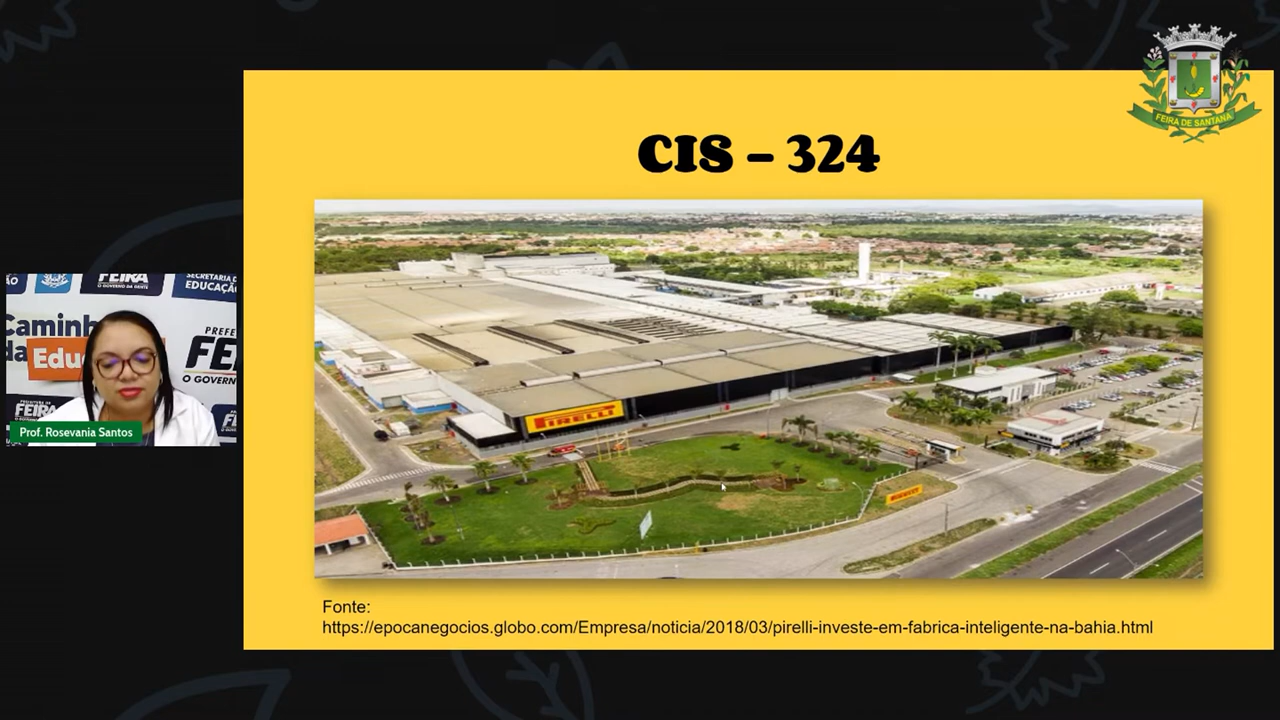 FEIRA DE SANTANA
CIS – 324
ÃO
FEIRA
O GOVERNO DA GENTE
SECRETARIA D
EDUCAÇÃO
Caminh
da Edu
PREFE
FE
O GOVERN
FEIRA
Prof. Rosevania Santos
PIRELLI
PIRELLI
Fonte:
https://epocanegocios.globo.com/Empresa/noticia/2018/03/pirelli-investe-em-fabrica-inteligente-na-bahia.html